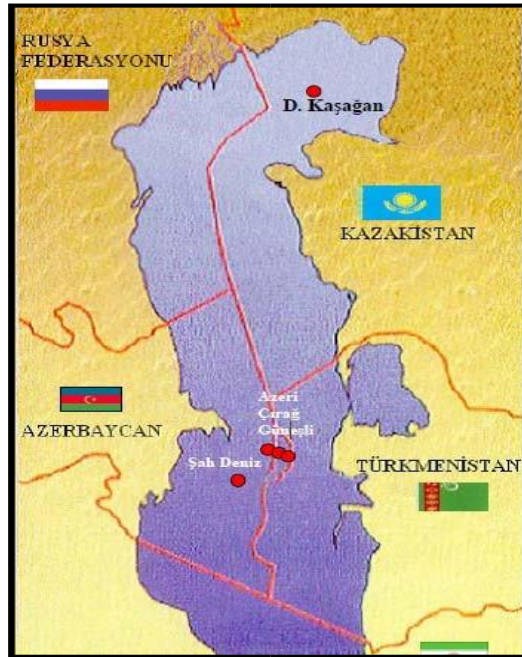 RUSYA
FEDERASYONU
D. Kaşağan
KAZAKİSTAN
Azeri
Çırağ
Güneşli
AZERBAYCAN
Şah Deniz
TÜRKMENİSTAN